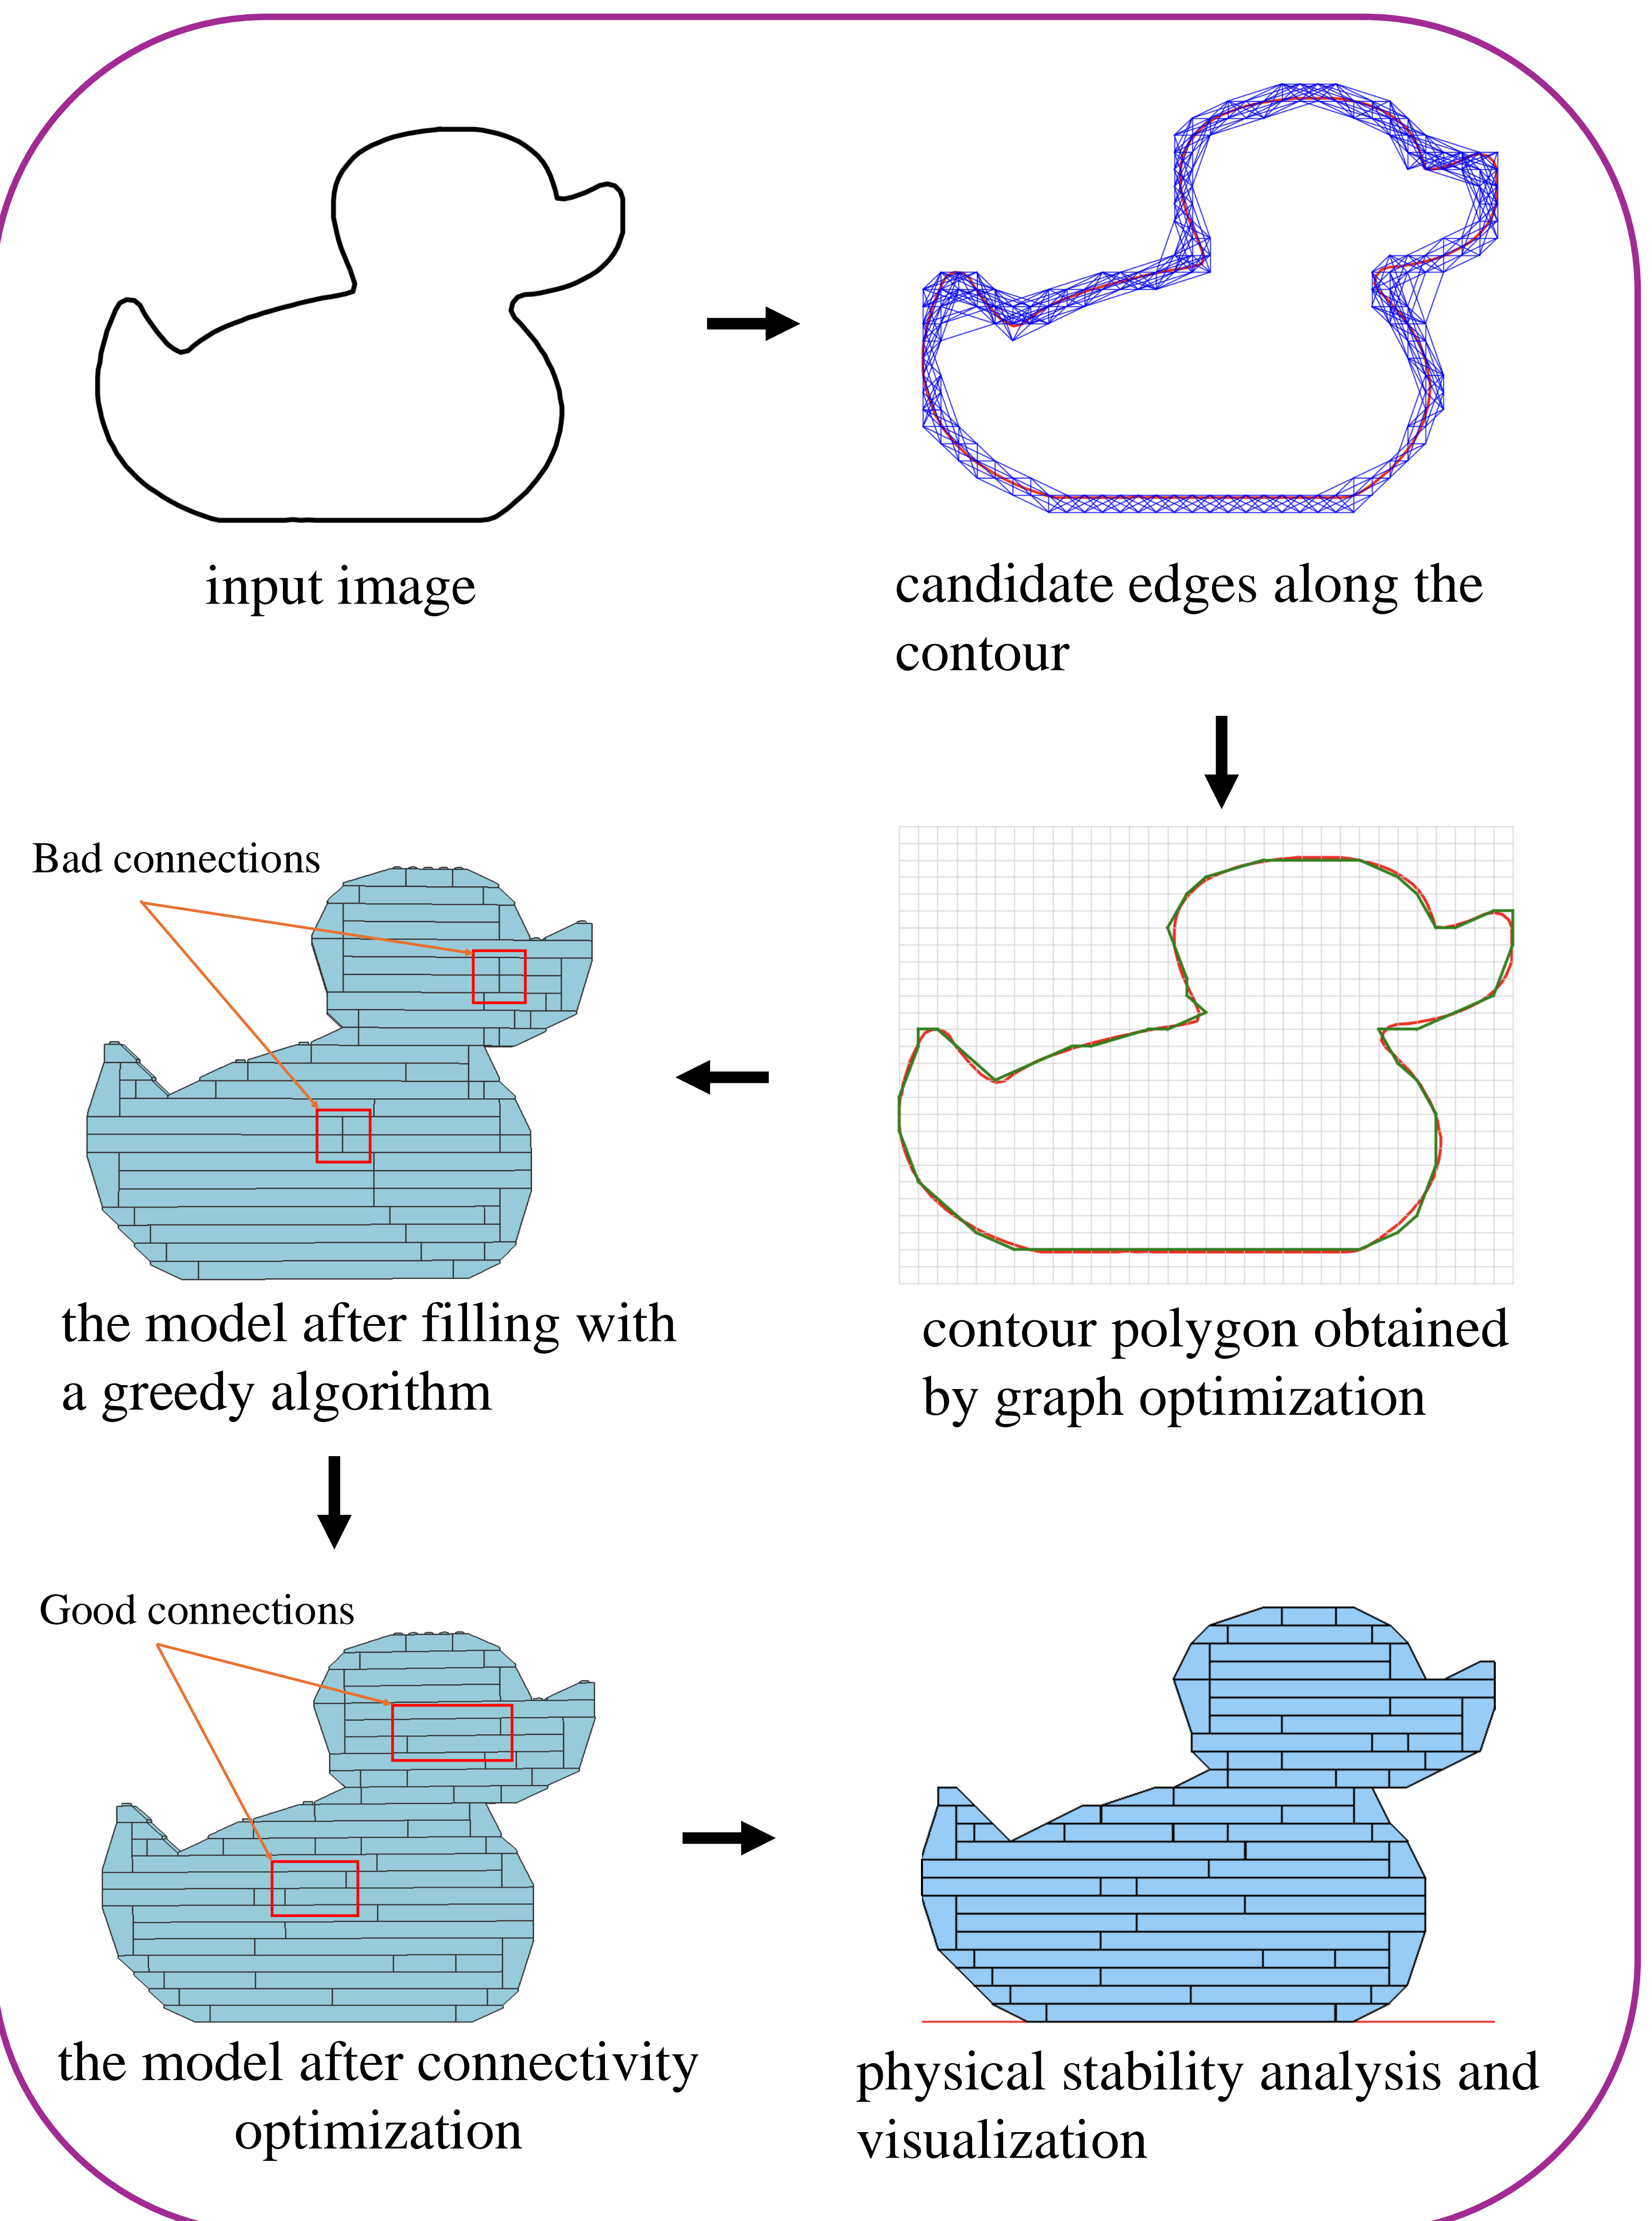 input image
candidate edges along the
contour
Bad connections
the model after filling with
a greedy algorithm
contour polygon obtained
by graph optimization
Good connections
the model after connectivity
optimization
physical stability analysis and
visualization